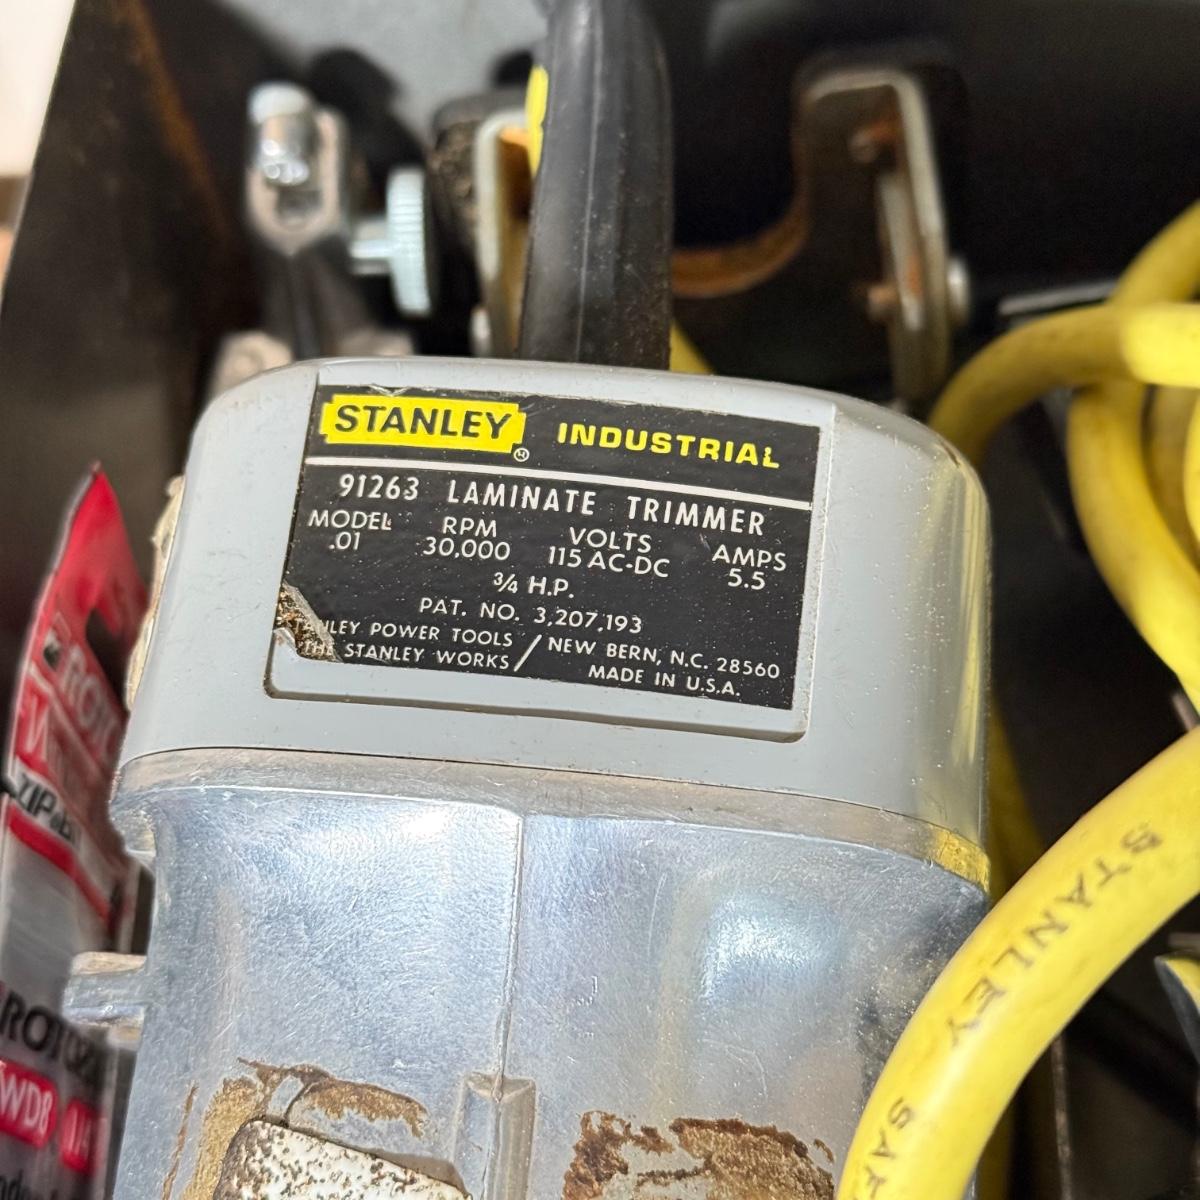 STANLEY® INDUSTRIAL
91263 LAMINATE TRIMMER
MODEL RPM VOLTS AMPS
.01 30,000 115 AC-DC 5.5
3/4 H.P.
PAT. NO. 3,207,193
STANLEY POWER TOOLS / NEW BERN, N.C. 28560
THE STANLEY WORKS / MADE IN U.S.A.
STANLEY